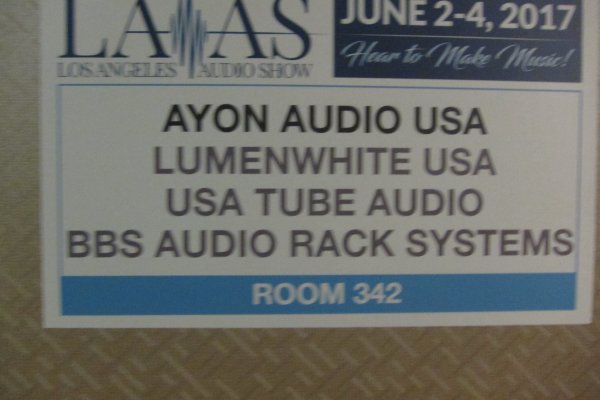 LAAS
LOS ANGELES AUDIO SHOW
JUNE 2-4, 2017
Hear to Make Music!
AYON AUDIO USA
LUMENWHITE USA
USA TUBE AUDIO
BBS AUDIO RACK SYSTEMS
ROOM 342